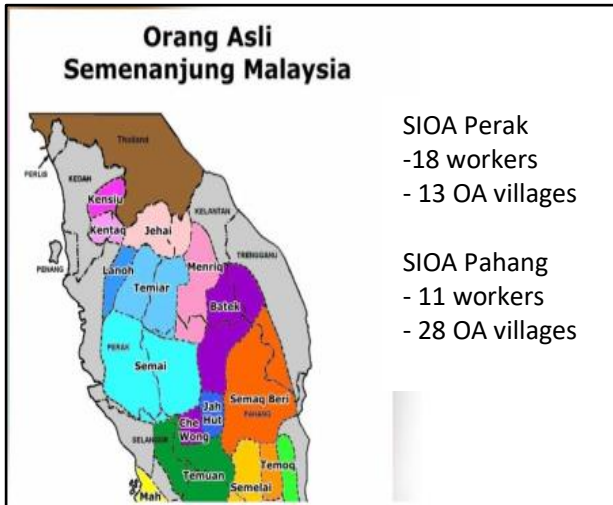 Orang Asli
Semenanjung Malaysia
SIOA Perak
-18 workers
- 13 OA villages
SIOA Pahang
- 11 workers
- 28 OA villages
Thailand
PERLIS
KEDAH
Kensiu
KELANTAN
Kentaq
Jehai
TRENGGANU
PENANG
Lanoh
Menriq
Temiar
Batek
PERAK
Semai
Semaq Beri
Jah
Hut
PAHANG
Che
Wong
SELANGOR
Temoq
Temuan
Semelai
Mah